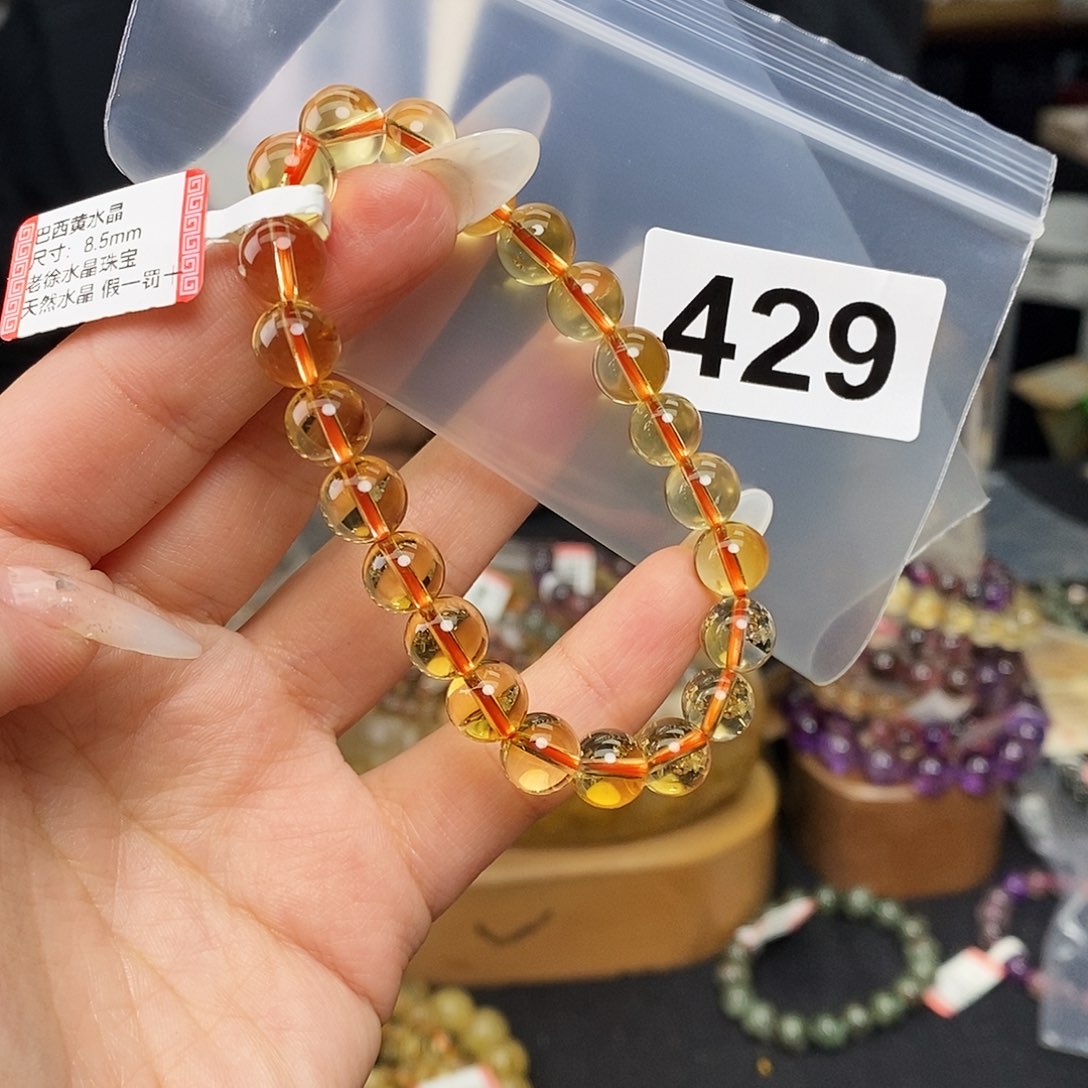 巴西黄水晶
尺寸: 8.5mm
老徐水晶珠宝
天然水晶 假一罚十
429